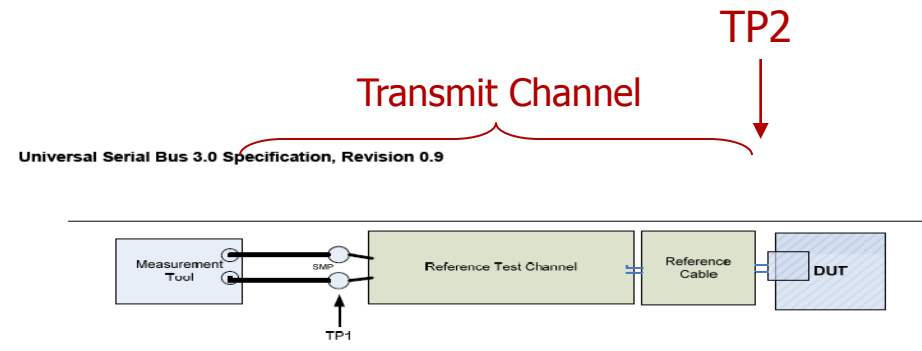 TP2
Transmit Channel
Universal Serial Bus 3.0 Specification, Revision 0.9
Measurement
Tool
SMP
Reference Test Channel
Reference
Cable
DUT
TP1